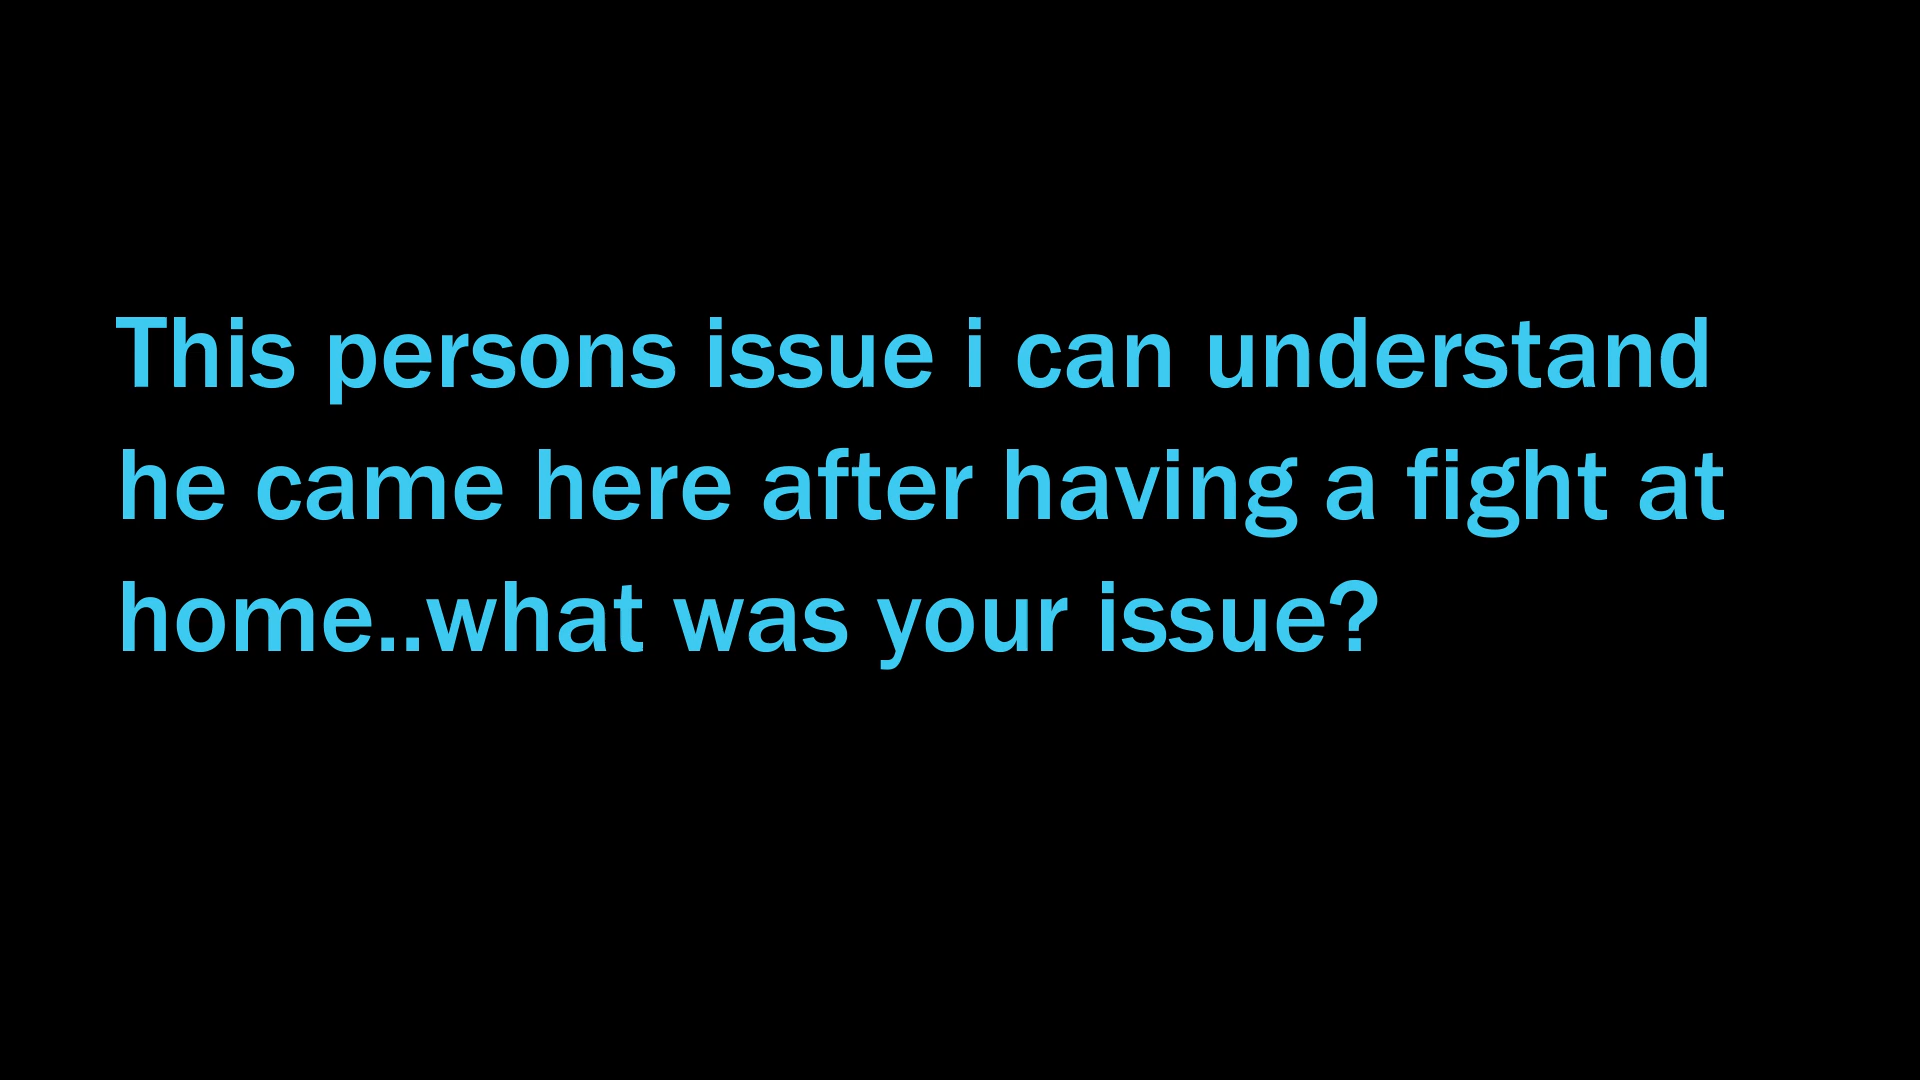 This persons issue i can understand
he came here after having a fight at
home..what was your issue?